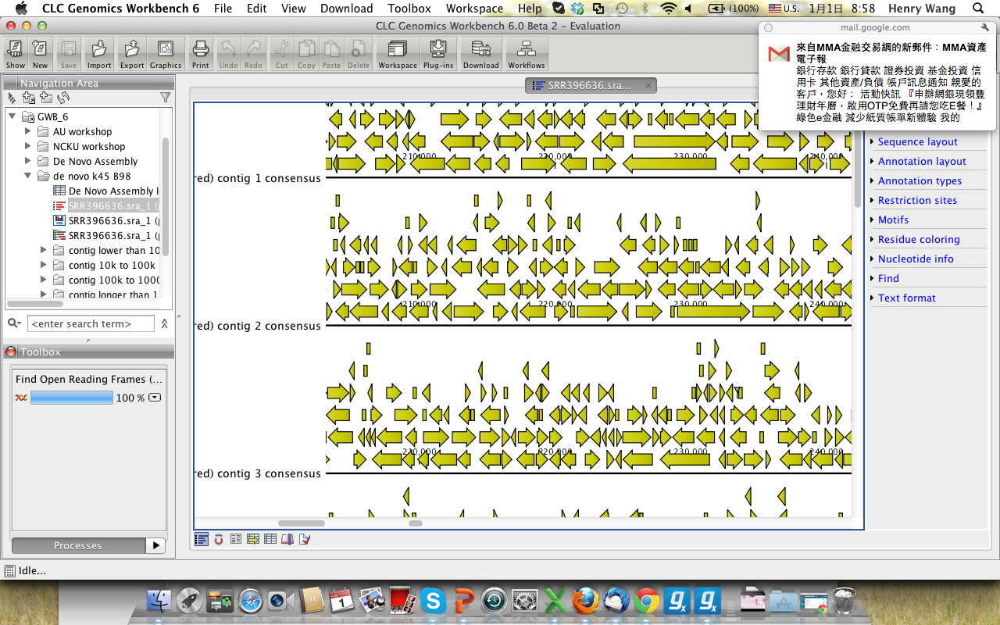 CLC Genomics Workbench 6 File Edit View Download Toolbox Workspace Help (100%) U.S. 1月1日 8:58 Henry Wang
CLC Genomics Workbench 6.0 Beta 2 - Evaluation
mail.google.com
來自MMA金融交易網的新郵件：MMA資產
電子報
銀行存款 銀行貸款 證券投資 基金投資 信
用卡 其他資產/負債 帳戶訊息通知 親愛的
客戶，您好： 活動快訊 『申辦網銀現領豐
理財年曆，啟用OTP免費再請您吃E餐！』
綠色e金融 減少紙質帳單新體驗 我的
Show New Save Import Export Graphics Print Undo Redo Cut Copy Paste Delete Workspace Plug-ins Download Workflows
Navigation Area
SRR396636.sra...
GWB_6
AU workshop
NCKU workshop
De Novo Assembly
de novo k45 B98
De Novo Assembly l
SRR396636.sra_1 (p
SRR396636.sra_1 (p
SRR396636.sra_1 (p
contig lower than 10
contig 10k to 100k
contig 100k to 1000
contig longer than 1
<enter search term>
Toolbox
Find Open Reading Frames (...
100 %
Processes
Idle...
210,000 220,000 230,000 240,000
red) contig 1 consensus
210,000 220,000 230,000 240,000
red) contig 2 consensus
210,000 220,000 230,000 240,000
red) contig 3 consensus
Sequence layout
Annotation layout
Annotation types
Restriction sites
Motifs
Residue coloring
Nucleotide info
Find
Text format
1